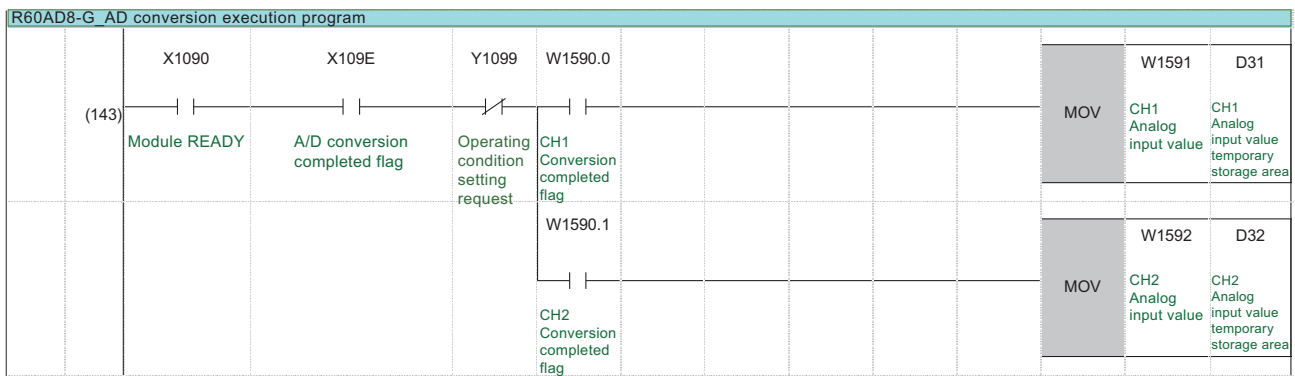 R60AD8-G_AD conversion execution program
X1090
X109E
Y1099
W1590.0
W1591
D31
(143)
MOV
Module READY
A/D conversion
completed flag
Operating
condition
setting
request
CH1
Conversion
completed
flag
CH1
Analog
input value
CH1
Analog
input value
temporary
storage area
W1590.1
W1592
D32
MOV
CH2
Conversion
completed
flag
CH2
Analog
input value
CH2
Analog
input value
temporary
storage area